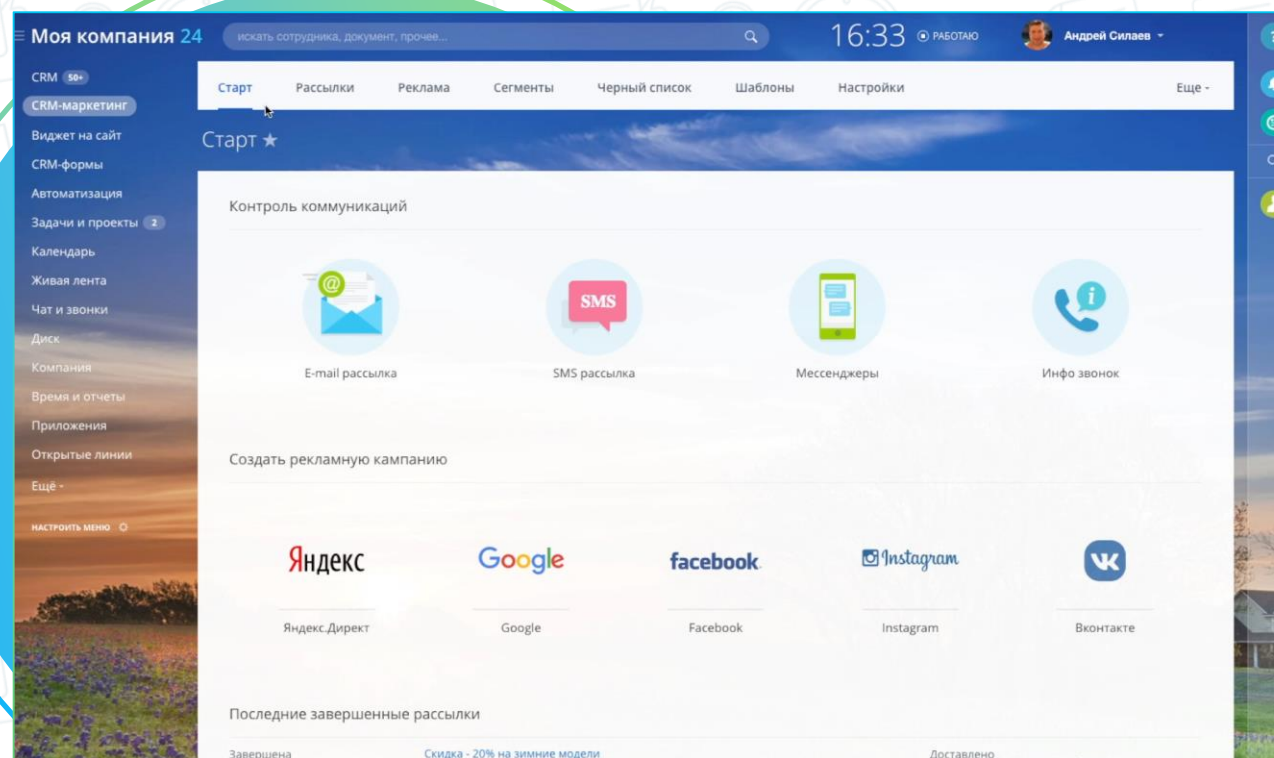 Моя компания 24 искать сотрудника, документ, прочее... 16:33 РАБОТАЮ Андрей Силаев
CRM 50+
CRM-маркетинг
Виджет на сайт
CRM-формы
Автоматизация
Задачи и проекты 2
Календарь
Живая лента
Чат и звонки
Диск
Компания
Время и отчеты
Приложения
Открытые линии
Ещё -
НАСТРОИТЬ МЕНЮ
Старт Рассылки Реклама Сегменты Черный список Шаблоны Настройки Еще -
Старт
Контроль коммуникаций
@ SMS i
E-mail рассылка SMS рассылка Мессенджеры Инфо звонок
Создать рекламную кампанию
Яндекс Google facebook Instagram VK
Яндекс.Директ Google Facebook Instagram Вконтакте
Последние завершенные рассылки
Завершена Скидка - 20% на зимние модели Доставлено